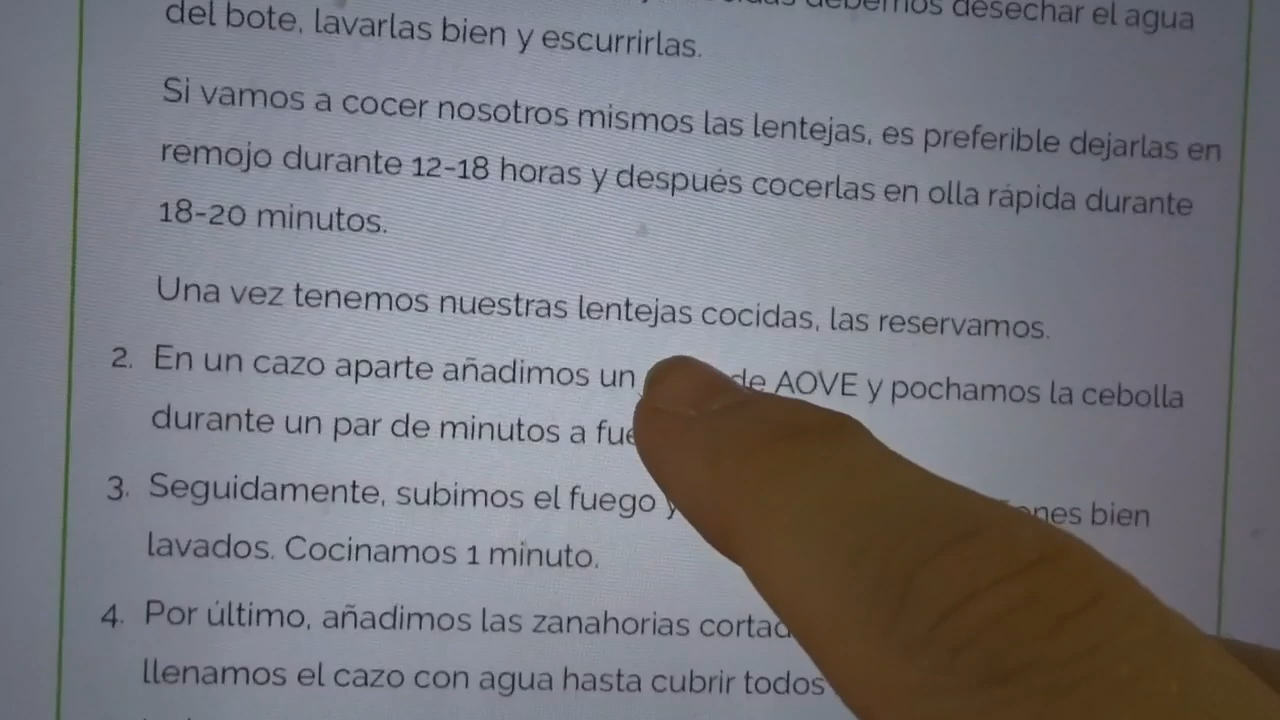 debemos desechar el agua
del bote, lavarlas bien y escurrirlas.
Si vamos a cocer nosotros mismos las lentejas, es preferible dejarlas en
remojo durante 12-18 horas y después cocerlas en olla rápida durante
18-20 minutos.
Una vez tenemos nuestras lentejas cocidas, las reservamos.
2. En un cazo aparte añadimos un de AOVE y pochamos la cebolla
durante un par de minutos a
3. Seguidamente, subimos el fuego y bien
lavados. Cocinamos 1 minuto.
4. Por último, añadimos las zanahorias
llenamos el cazo con agua hasta cubrir todos